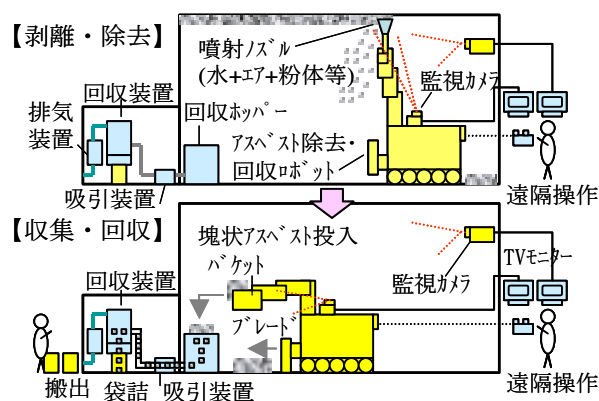 【剥離・除去】
噴射ﾉｽﾞﾙ
(水+ｴｱ+粉体等)
監視ｶﾒﾗ
回収装置
排気
装置
回収ﾎｯﾊﾟｰ
ｱｽﾍﾞｽﾄ除去・
回収ﾛﾎﾞｯﾄ
吸引装置
遠隔操作
【収集・回収】
塊状ｱｽﾍﾞｽﾄ投入
ﾊﾞｹｯﾄ
監視ｶﾒﾗ
TVﾓﾆﾀｰ
回収装置
ﾌﾞﾚｰﾄﾞ
搬出
袋詰
吸引装置
遠隔操作